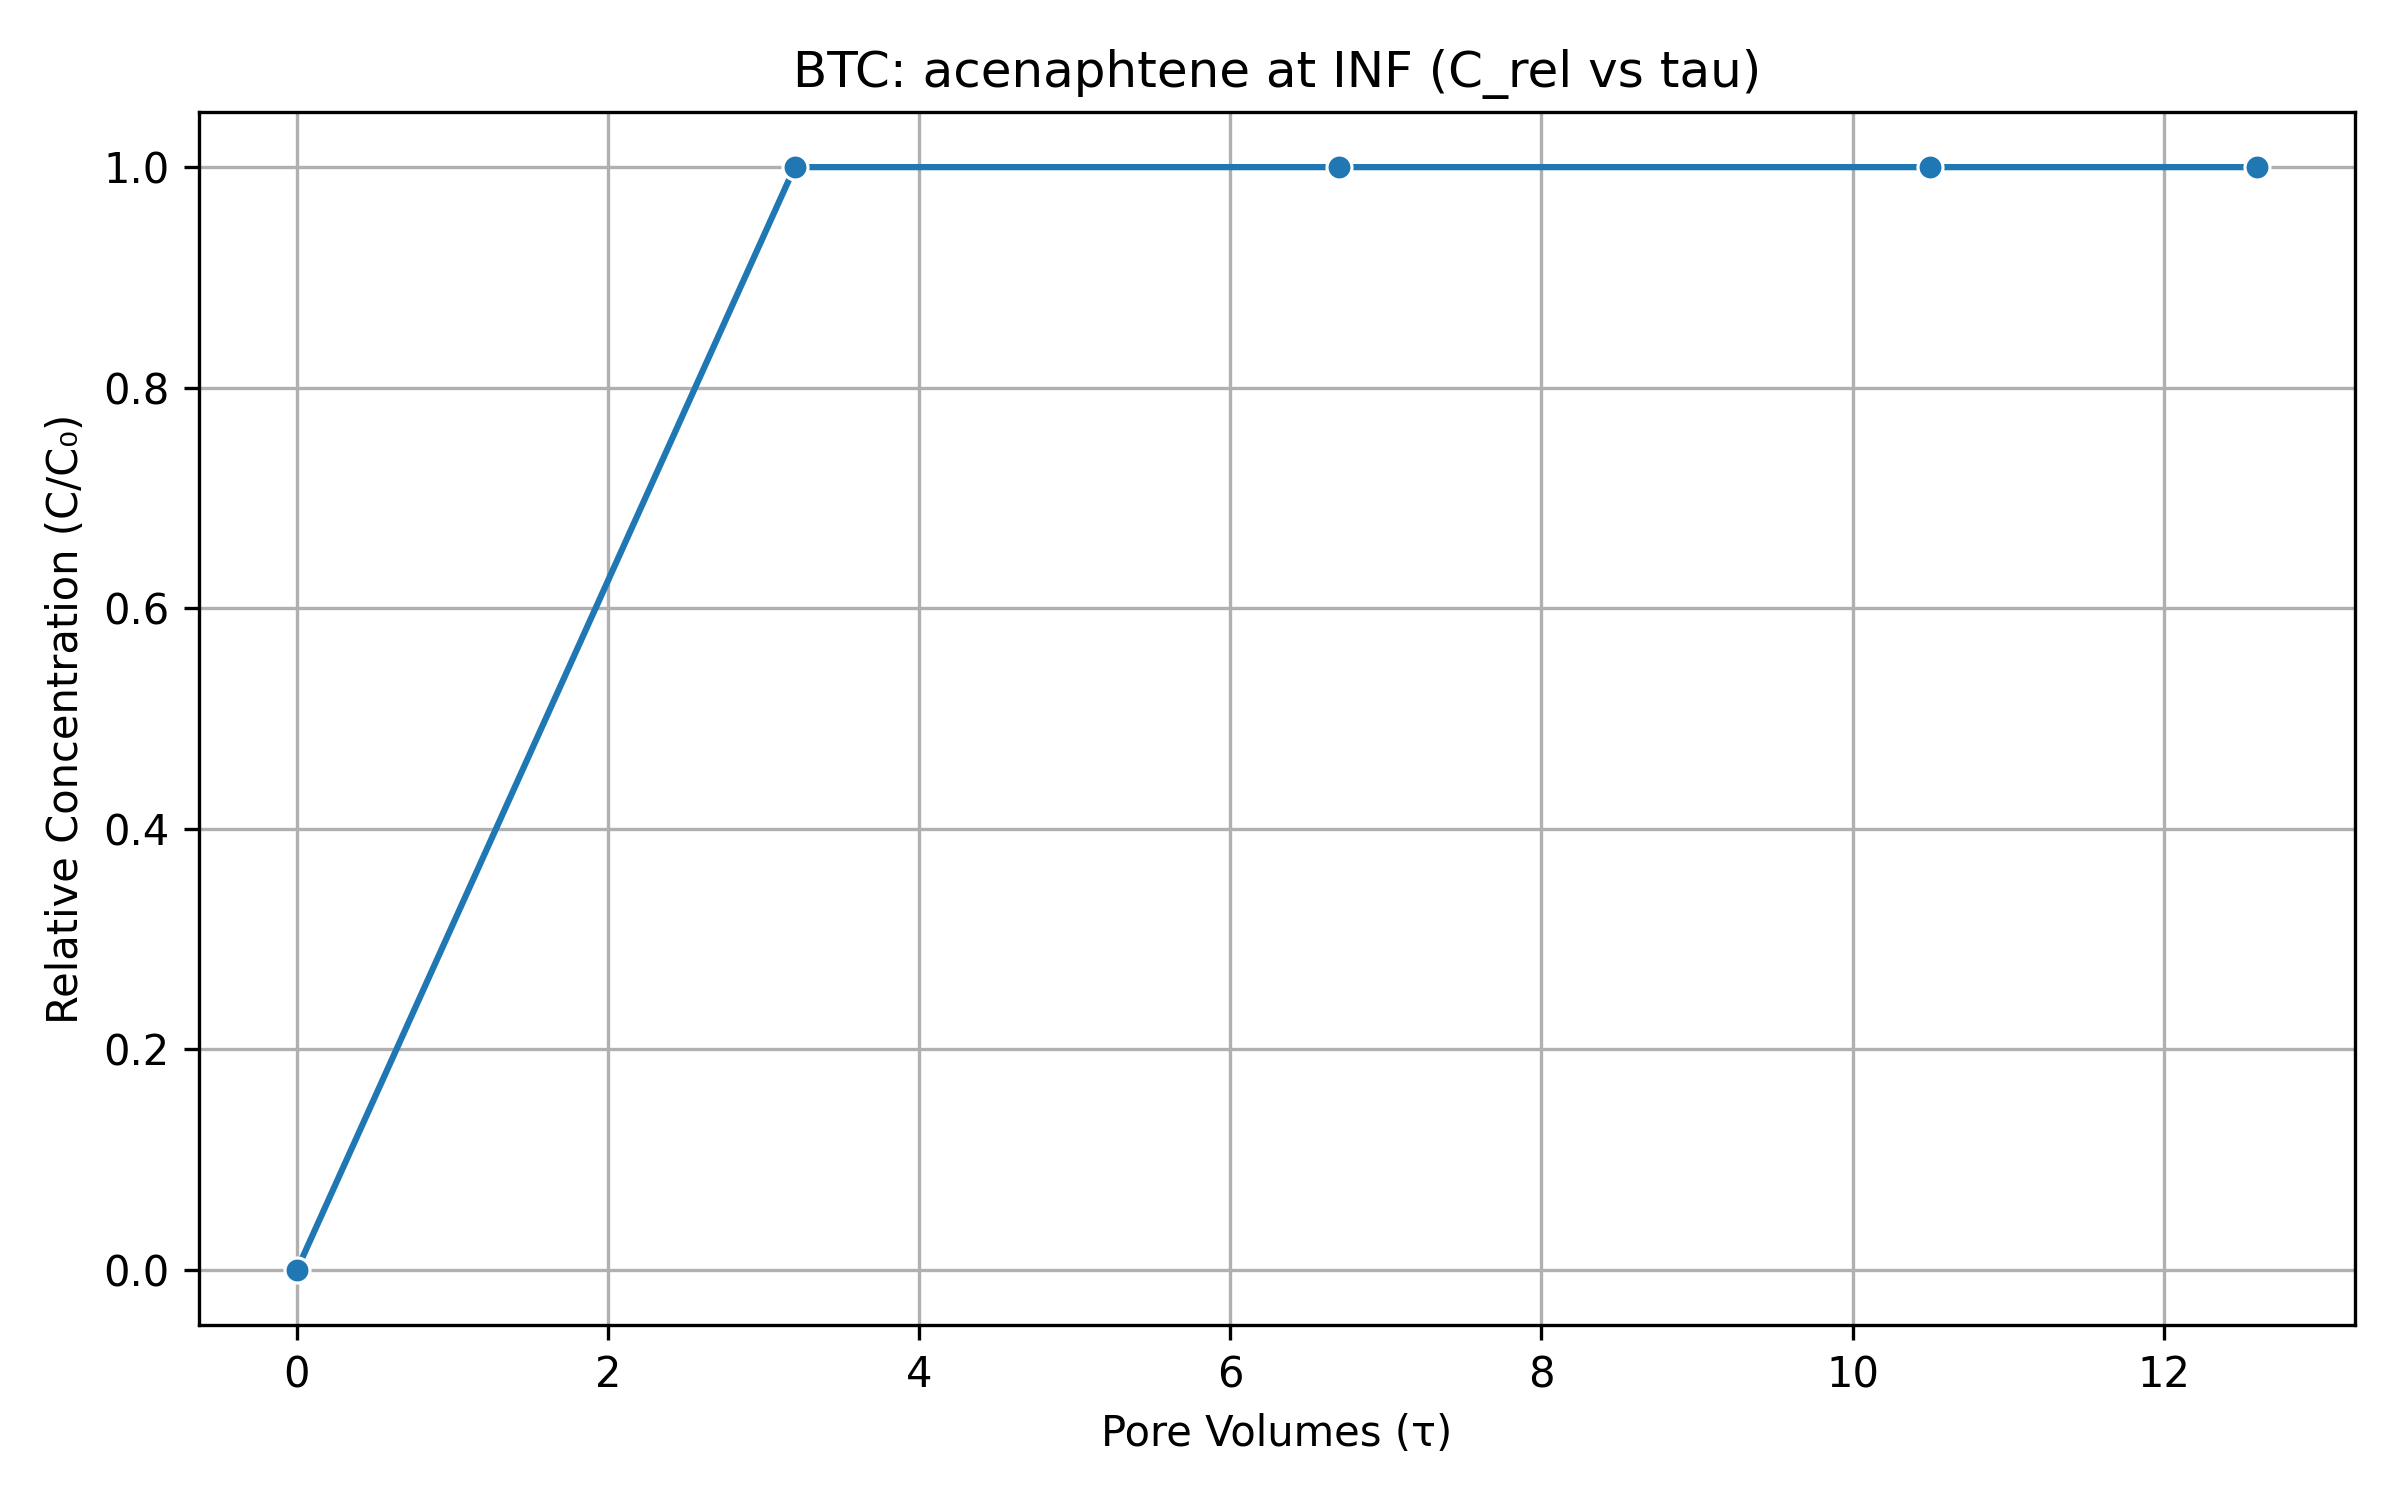 BTC: acenaphtene at INF (C_rel vs tau)
Relative Concentration (C/C₀)
1.0
0.8
0.6
0.4
0.2
0.0
0 2 4 6 8 10 12
Pore Volumes (τ)